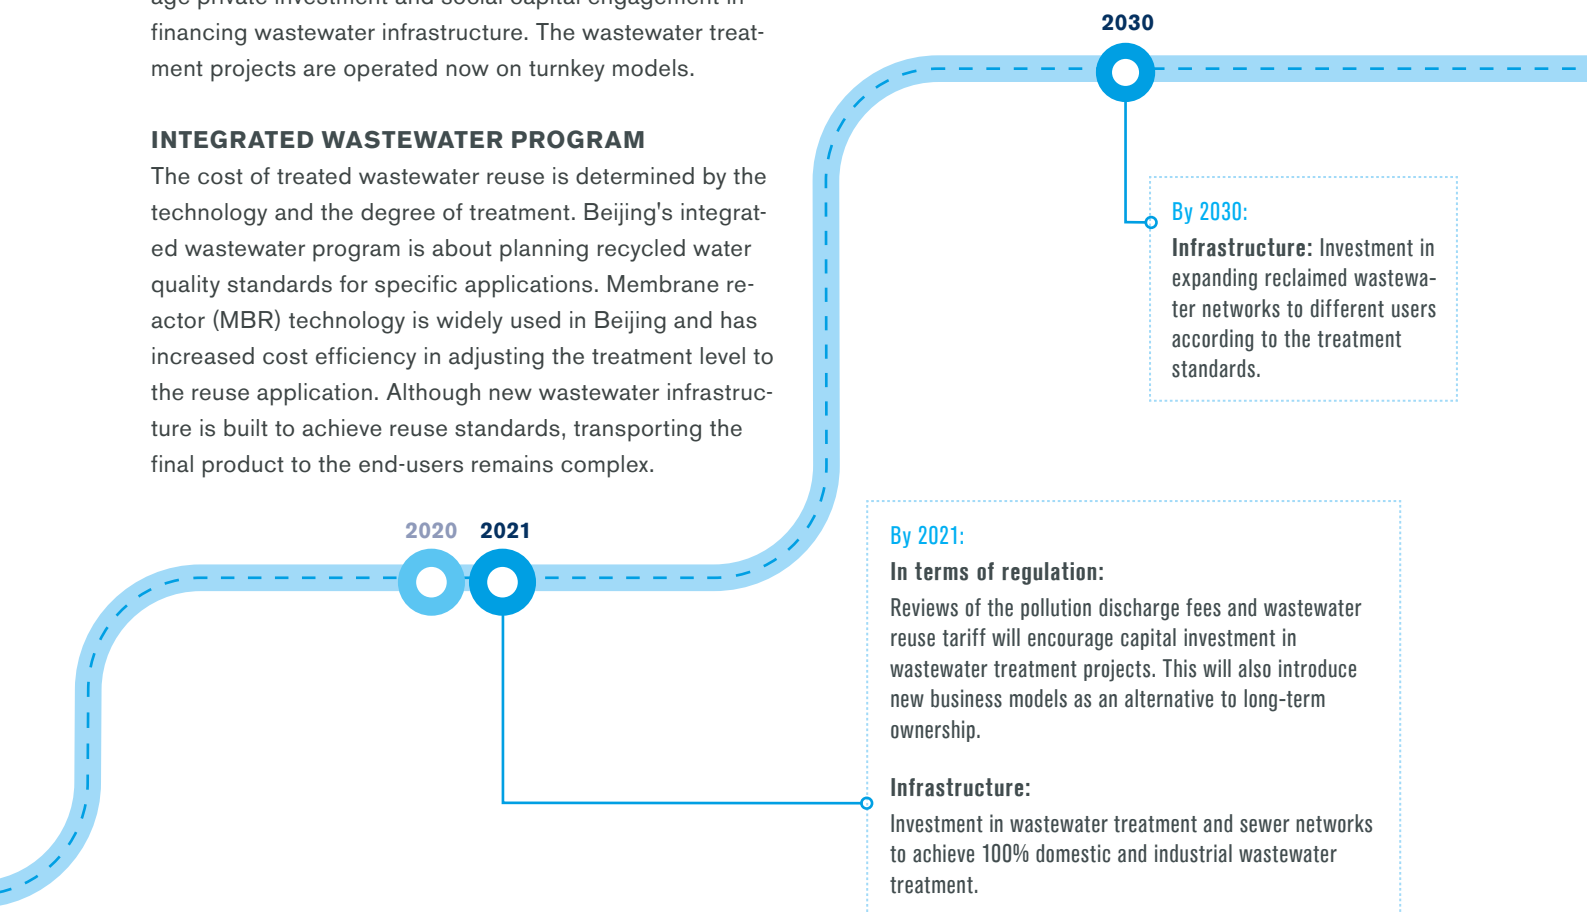 age private investment and social capital engagement in
financing wastewater infrastructure. The wastewater treat-
ment projects are operated now on turnkey models.
INTEGRATED WASTEWATER PROGRAM
The cost of treated wastewater reuse is determined by the
technology and the degree of treatment. Beijing's integrat-
ed wastewater program is about planning recycled water
quality standards for specific applications. Membrane re-
actor (MBR) technology is widely used in Beijing and has
increased cost efficiency in adjusting the treatment level to
the reuse application. Although new wastewater infrastruc-
ture is built to achieve reuse standards, transporting the
final product to the end-users remains complex.
2030
By 2030:
Infrastructure: Investment in
expanding reclaimed wastewa-
ter networks to different users
according to the treatment
standards.
2020 2021
By 2021:
In terms of regulation:
Reviews of the pollution discharge fees and wastewater
reuse tariff will encourage capital investment in
wastewater treatment projects. This will also introduce
new business models as an alternative to long-term
ownership.
Infrastructure:
Investment in wastewater treatment and sewer networks
to achieve 100% domestic and industrial wastewater
treatment.